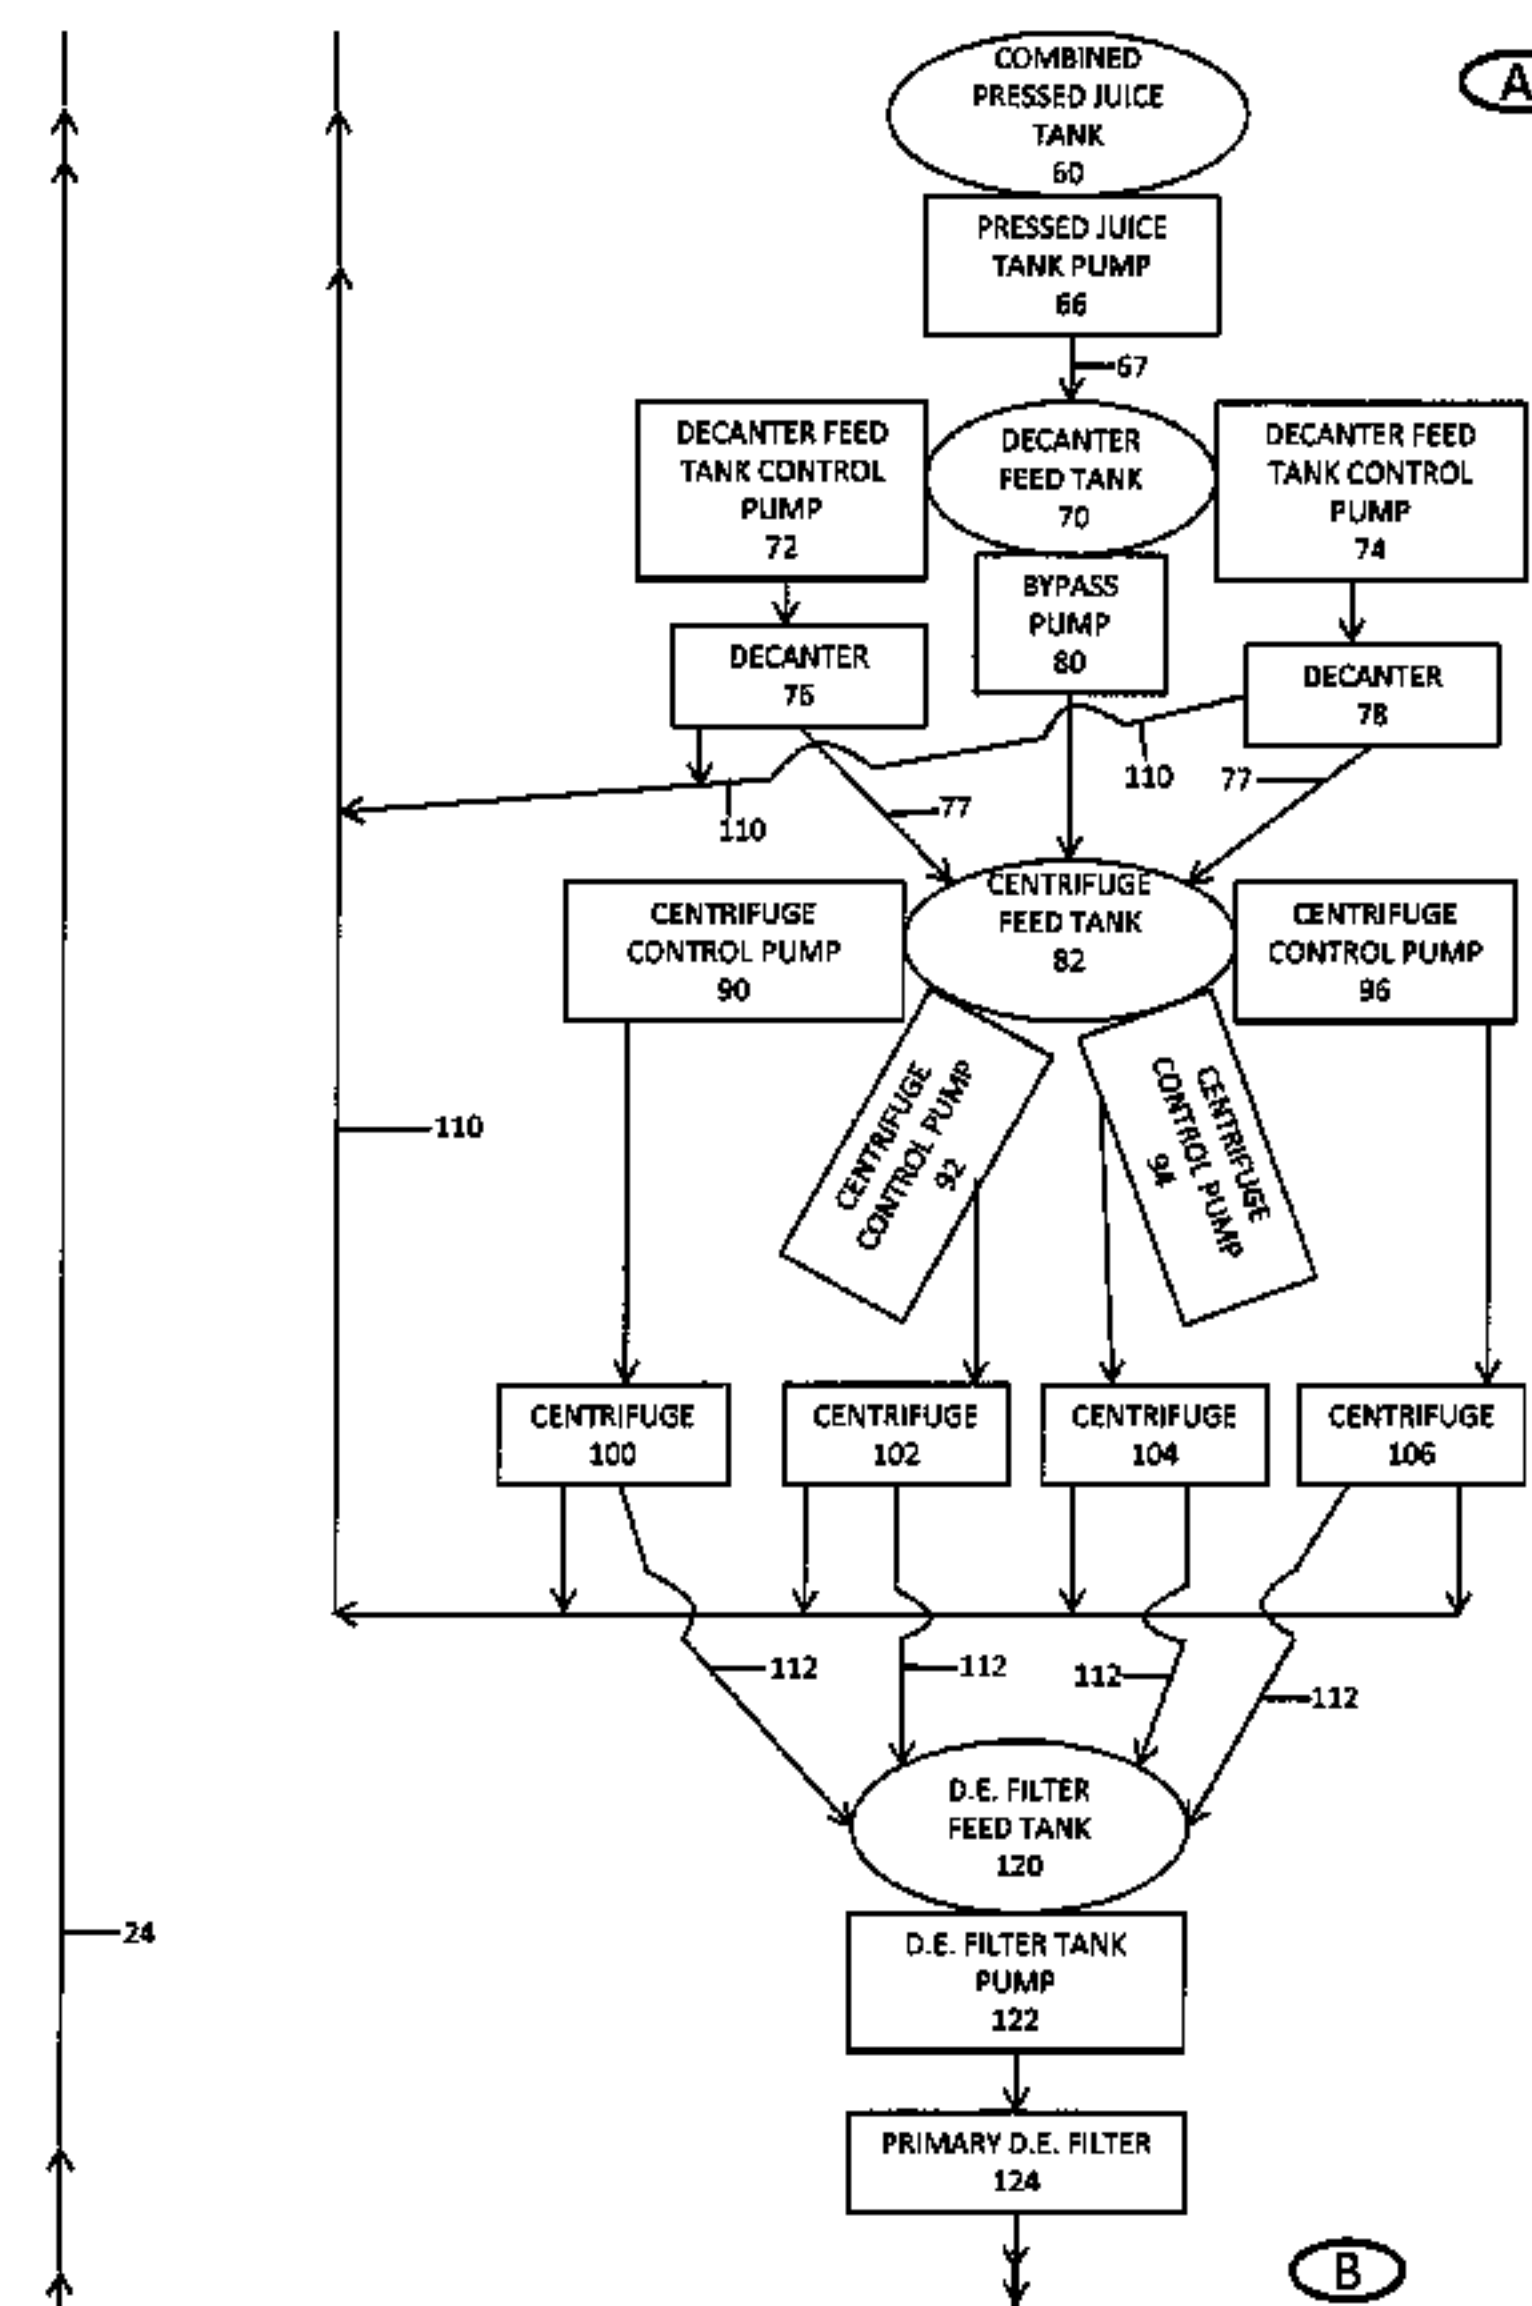 COMBINED
PRESSED JUICE
TANK
60
A
PRESSED JUICE
TANK PUMP
66
67
DECANTER FEED
TANK CONTROL
PUMP
72
DECANTER
FEED TANK
70
DECANTER FEED
TANK CONTROL
PUMP
74
BYPASS
PUMP
80
DECANTER
76
DECANTER
78
110
77
77
110
CENTRIFUGE
CONTROL PUMP
90
CENTRIFUGE
FEED TANK
82
CENTRIFUGE
CONTROL PUMP
96
CENTRIFUGE
CONTROL PUMP
92
CENTRIFUGE
CONTROL PUMP
94
110
CENTRIFUGE
100
CENTRIFUGE
102
CENTRIFUGE
104
CENTRIFUGE
106
112
112
112
112
D.E. FILTER
FEED TANK
120
24
D.E. FILTER TANK
PUMP
122
PRIMARY D.E. FILTER
124
B